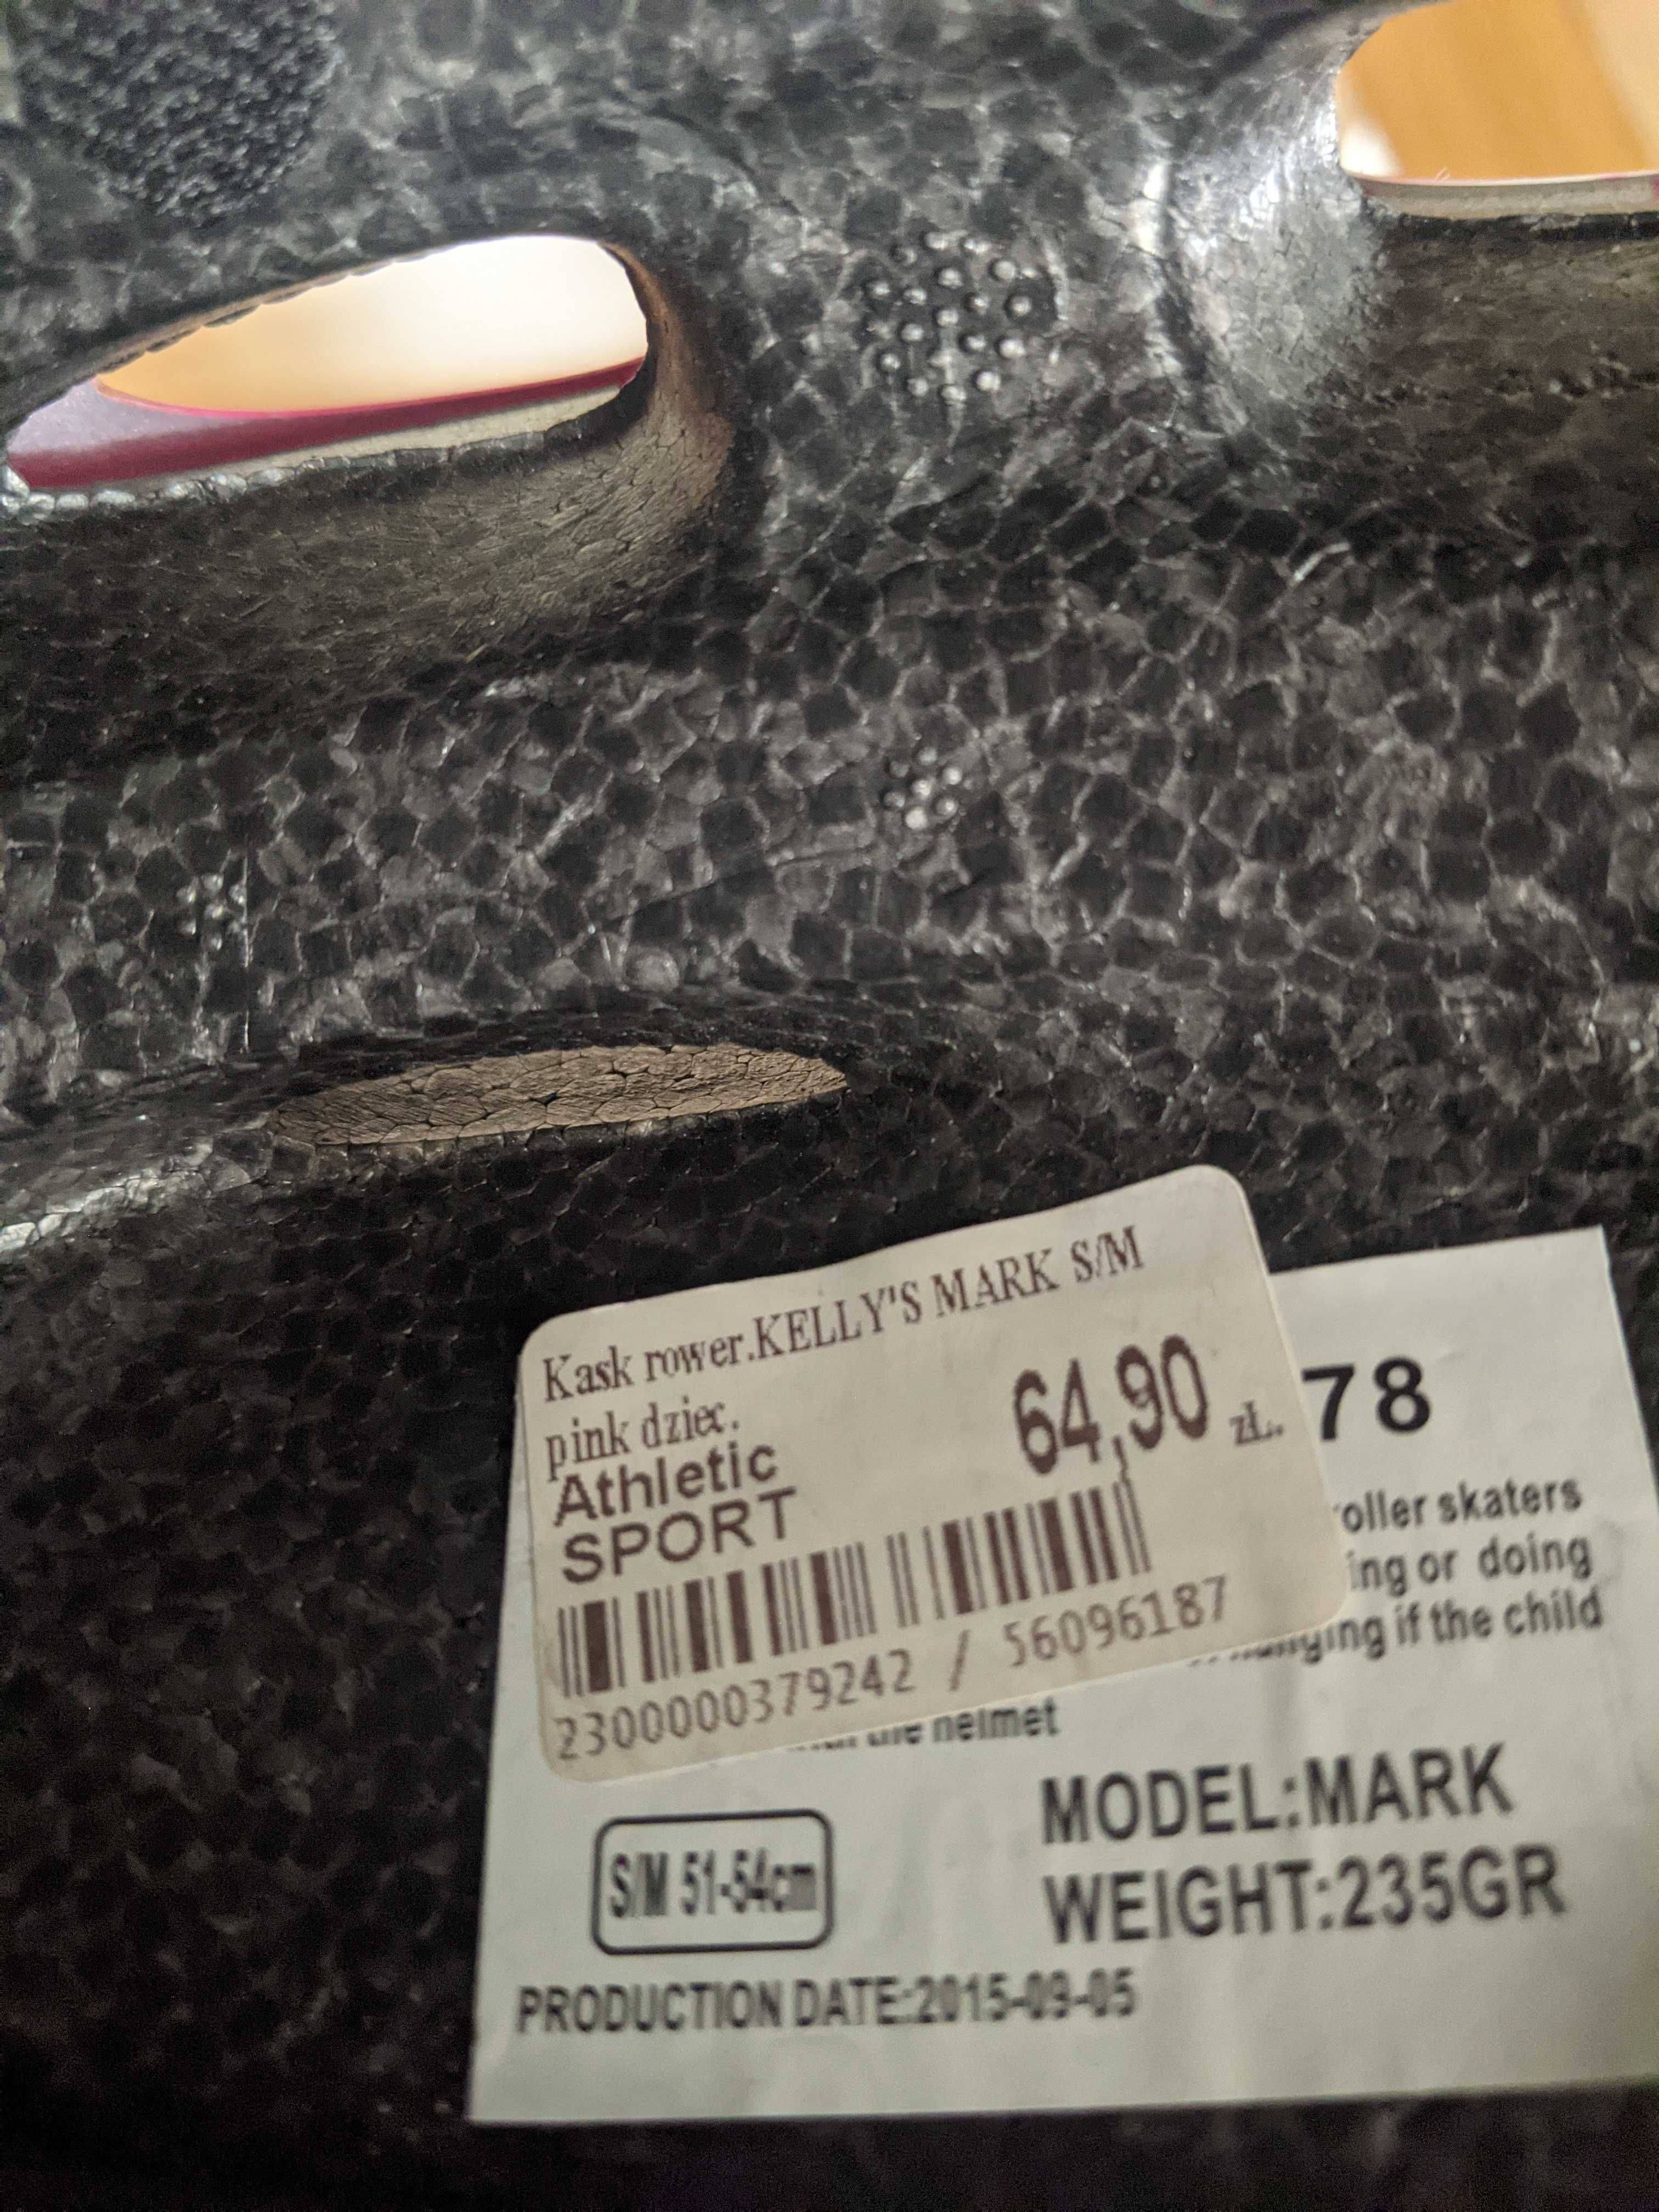 Kask rower.KELLY'S MARK S/M
pink dziec.
64,90 zł.
Athletic
SPORT
2300000379242 / 56096187
78
roller skaters
ing or doing
if the child
the helmet
S/M 51-54cm
MODEL:MARK
WEIGHT:235GR
PRODUCTION DATE:2015-09-05